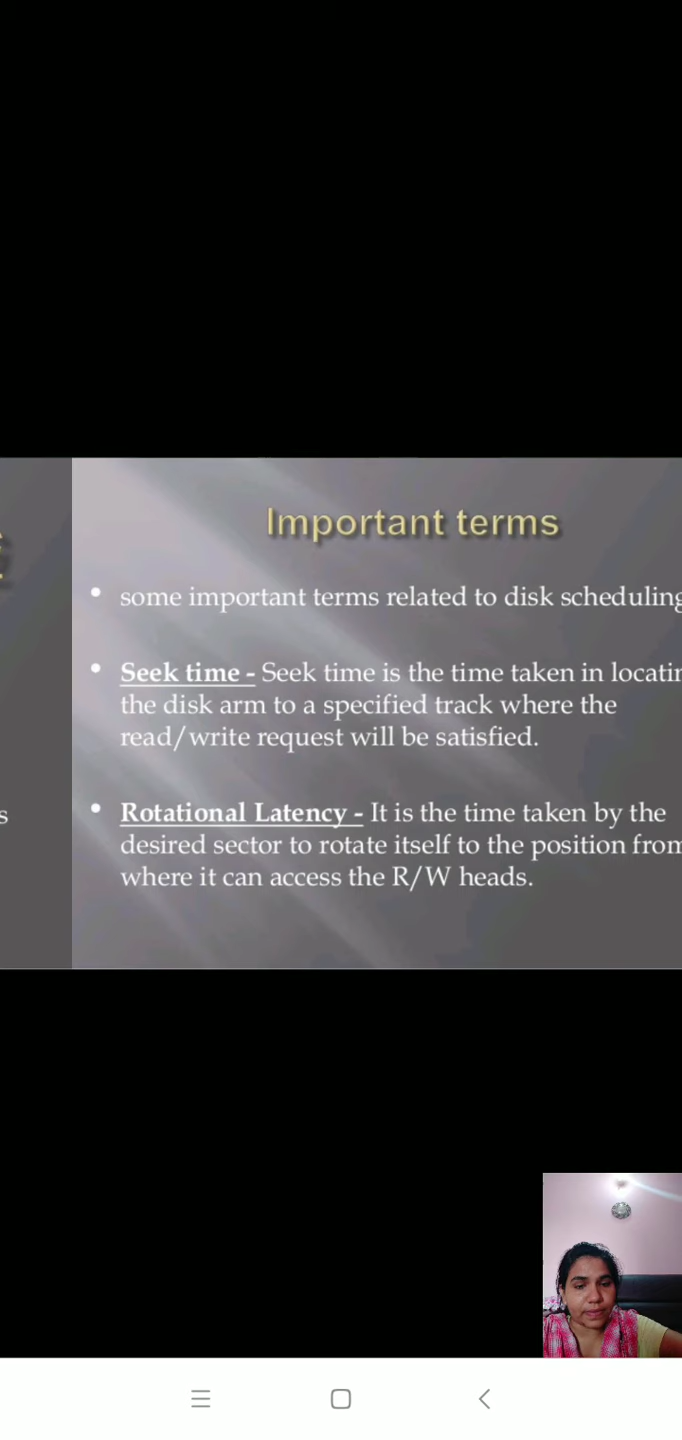 Important terms
some important terms related to disk scheduling
Seek time - Seek time is the time taken in
the disk arm to a specified track where the
read/write request will be satisfied.
Rotational Latency - It is the time taken by the
desired sector to rotate itself to the position from
where it can access the R/W heads.